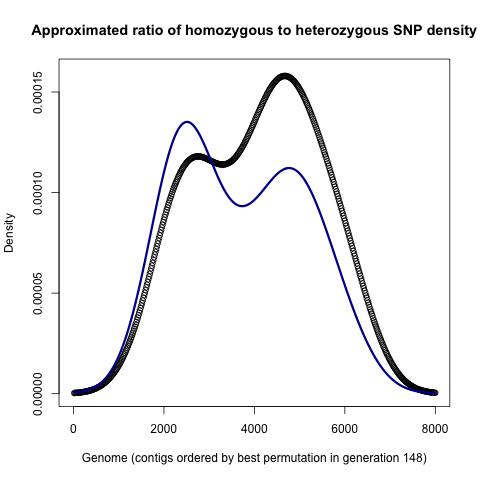 Approximated ratio of homozygous to heterozygous SNP density
0.00015
0.00010
0.00005
0.00000
Density
0 2000 4000 6000 8000
Genome (contigs ordered by best permutation in generation 148)